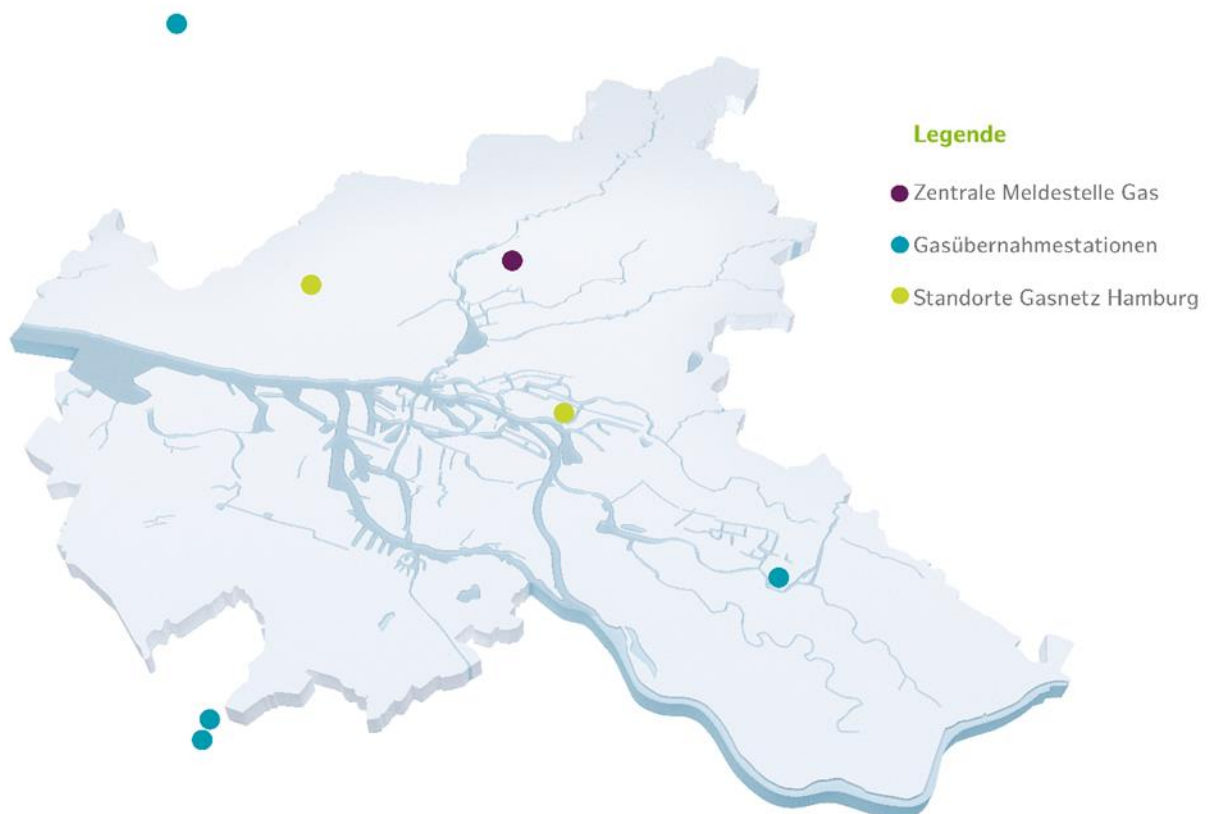 Legende
Zentrale Meldestelle Gas
Gasübernahmestationen
Standorte Gasnetz Hamburg